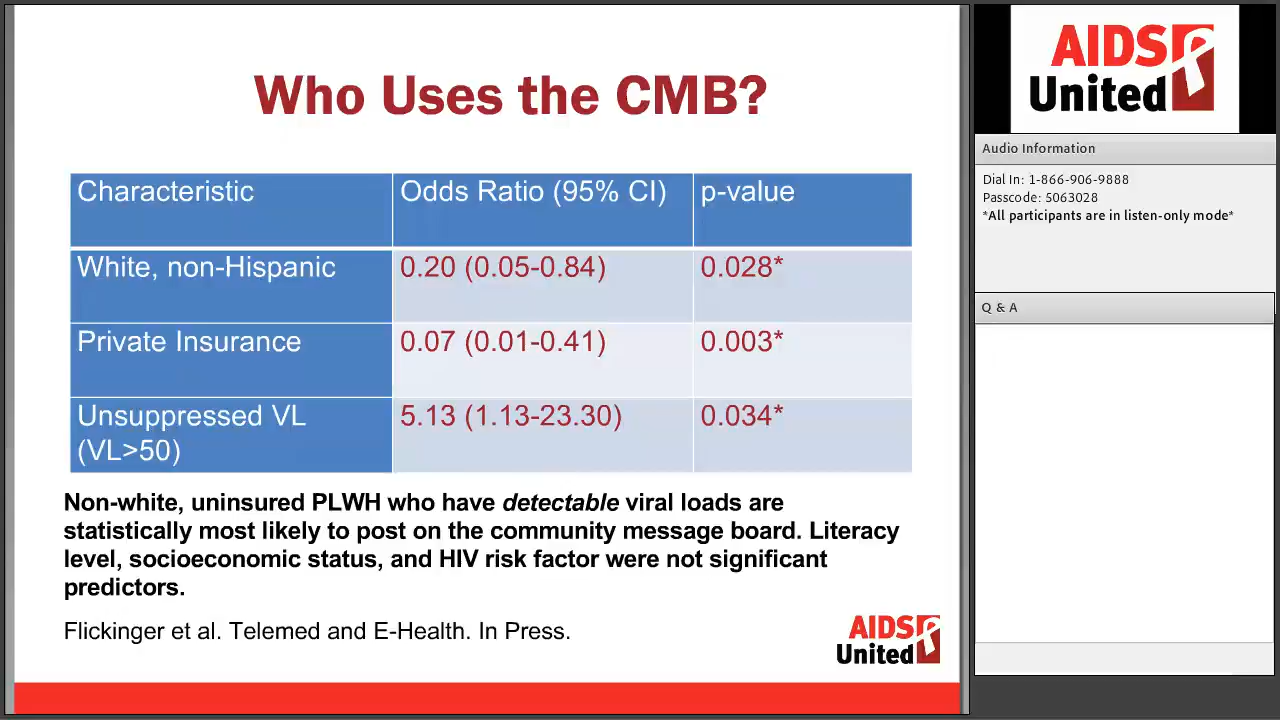 Who Uses the CMB?
Characteristic Odds Ratio (95% CI) p-value
White, non-Hispanic 0.20 (0.05-0.84) 0.028*
Private Insurance 0.07 (0.01-0.41) 0.003*
Unsuppressed VL 5.13 (1.13-23.30) 0.034*
(VL>50)
Non-white, uninsured PLWH who have detectable viral loads are
statistically most likely to post on the community message board. Literacy
level, socioeconomic status, and HIV risk factor were not significant
predictors.
Flickinger et al. Telemed and E-Health. In Press.
AIDS
United
AIDS
United
Audio Information
Dial In: 1-866-906-9888
Passcode: 5063028
*All participants are in listen-only mode*
Q & A